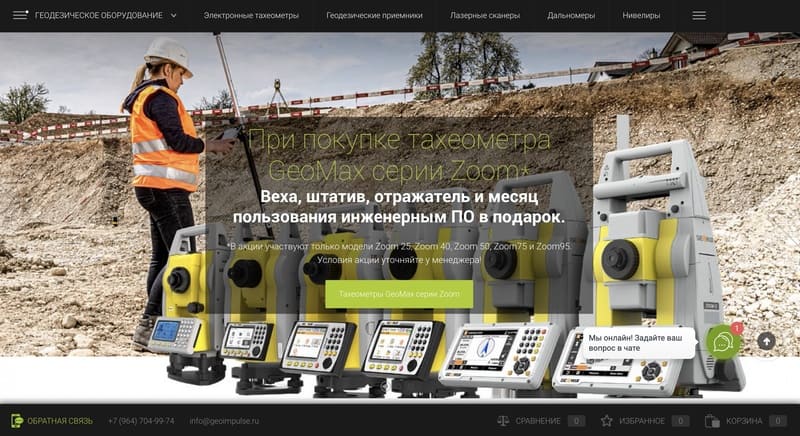 ГЕОДЕЗИЧЕСКОЕ ОБОРУДОВАНИЕ
Электронные тахеометры
Геодезические приемники
Лазерные сканеры
Дальномеры
Нивелиры
При покупке тахеометра
GeoMax серии Zoom*
Веха, штатив, отражатель и месяц
пользования инженерным ПО в подарок.
*В акции участвуют только модели Zoom 25, Zoom 40, Zoom 50, Zoom75 и Zoom95.
Условия акции уточняйте у менеджера!
Тахеометры GeoMax серии Zoom
Мы онлайн! Задайте ваш
вопрос в чате
1
ОБРАТНАЯ СВЯЗЬ
+7 (964) 704-99-74
info@geoimpulse.ru
СРАВНЕНИЕ 0
ИЗБРАННОЕ 0
КОРЗИНА 0